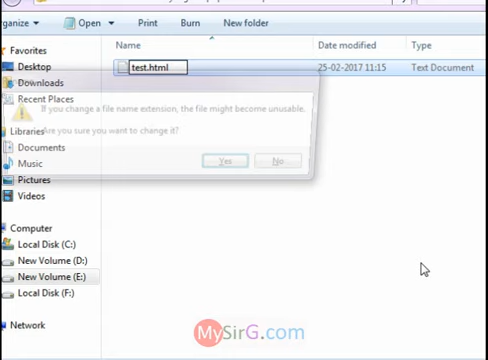 Organize
Open
Print
Burn
New folder
Name
Date modified
Type
Favorites
Desktop
Downloads
Recent Places
Libraries
Documents
Music
Pictures
Videos
Computer
Local Disk (C:)
New Volume (D:)
New Volume (E:)
Local Disk (F:)
Network
test.html
25-02-2017 11:15
Text Document
If you change a file name extension, the file might become unusable.
Are you sure you want to change it?
Yes
No
MySirG.com